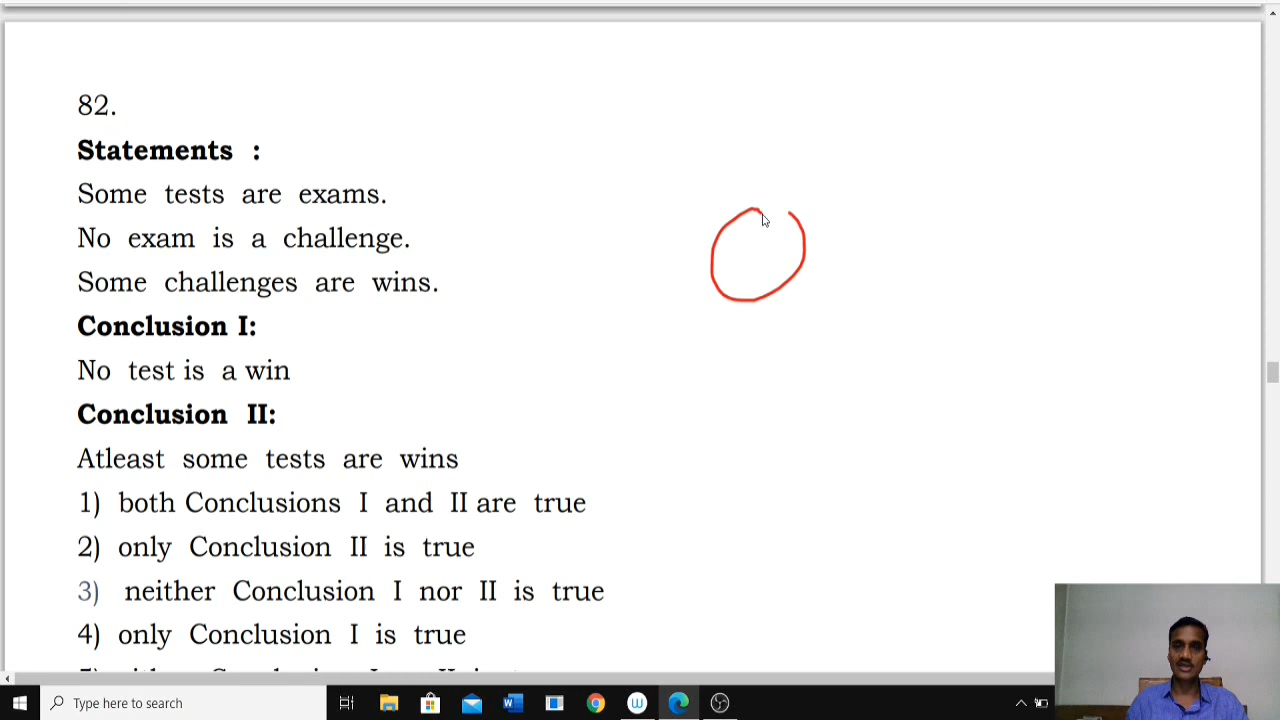 82.
Statements :
Some tests are exams.
No exam is a challenge.
Some challenges are wins.
Conclusion I:
No test is a win
Conclusion II:
Atleast some tests are wins
1) both Conclusions I and II are true
2) only Conclusion II is true
3) neither Conclusion I nor II is true
4) only Conclusion I is true
Type here to search